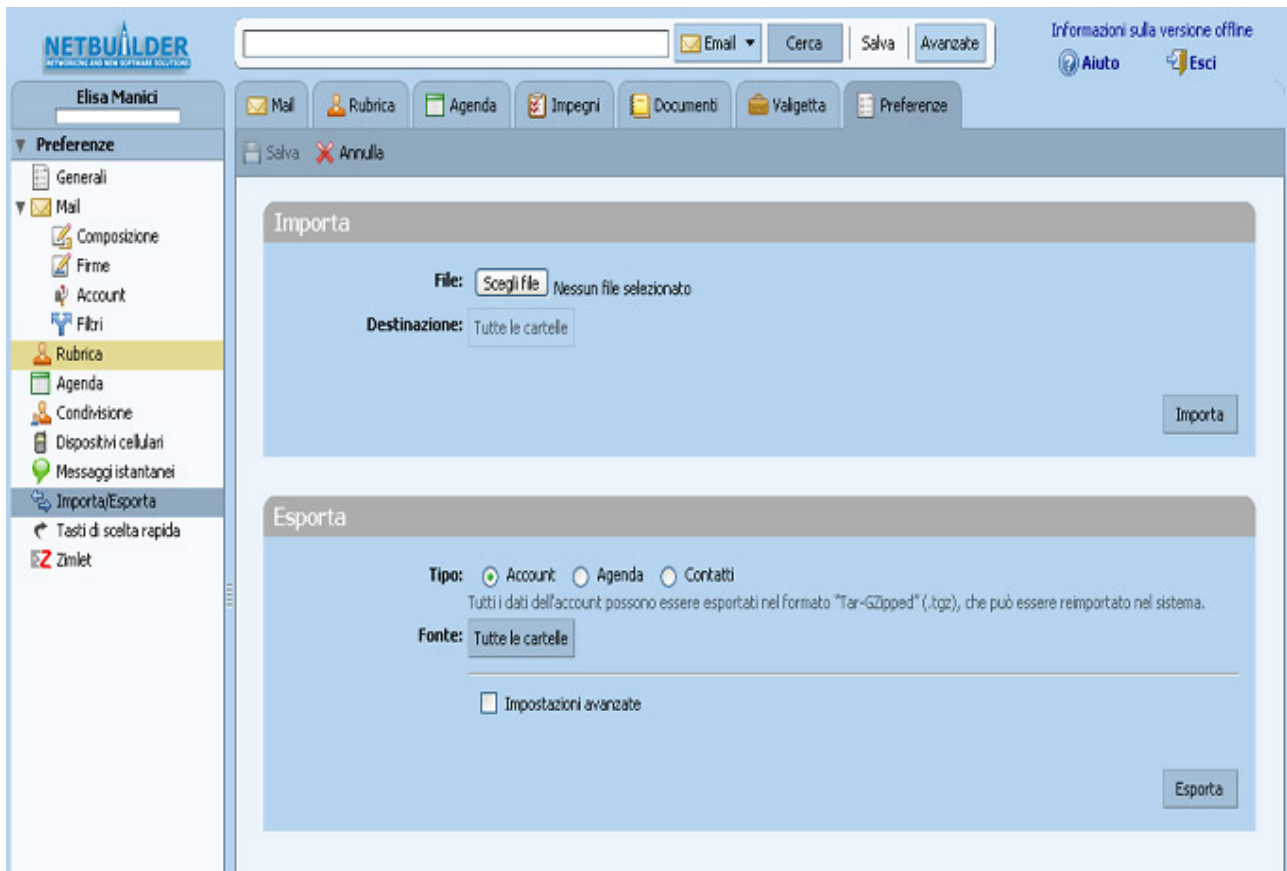 NETBUILDER
NETWORKING AND NEW SOFTWARE SOLUTIONS
Email
Cerca
Salva
Avanzate
Informazioni sulla versione offline
Aiuto
Esci
Elisa Manici
Mail
Rubrica
Agenda
Impegni
Documenti
Valigetta
Preferenze
Salva
Annulla
Preferenze
Generali
Mail
Composizione
Firme
Account
Filtri
Rubrica
Agenda
Condivisione
Dispositivi cellulari
Messaggi istantanei
Importa/Esporta
Tasti di scelta rapida
Zimlet
Importa
File: Scegli file Nessun file selezionato
Destinazione: Tutte le cartelle
Importa
Esporta
Tipo: Account Agenda Contatti
Tutti i dati dell'account possono essere esportati nel formato "Tar-GZipped" (.tgz), che può essere reimportato nel sistema.
Fonte: Tutte le cartelle
Impostazioni avanzate
Esporta